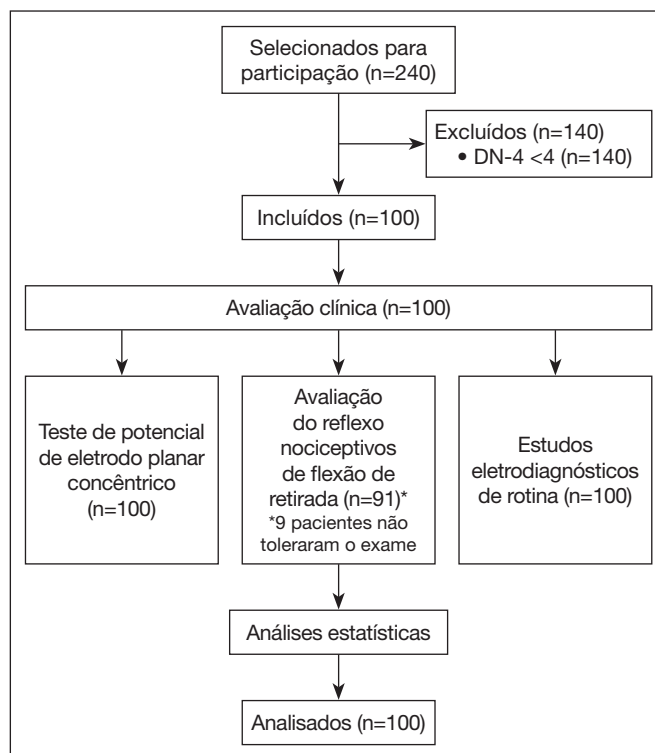 Selecionados para
participação (n=240)
Excluídos (n=140)
• DN-4 <4 (n=140)
Incluídos (n=100)
Avaliação clínica (n=100)
Teste de potencial
de eletrodo planar
concêntrico
(n=100)
Avaliação
do reflexo
nociceptivos
de flexão de
retirada (n=91)*
*9 pacientes não
toleraram o exame
Estudos
eletrodiagnósticos
de rotina (n=100)
Análises estatísticas
Analisados (n=100)